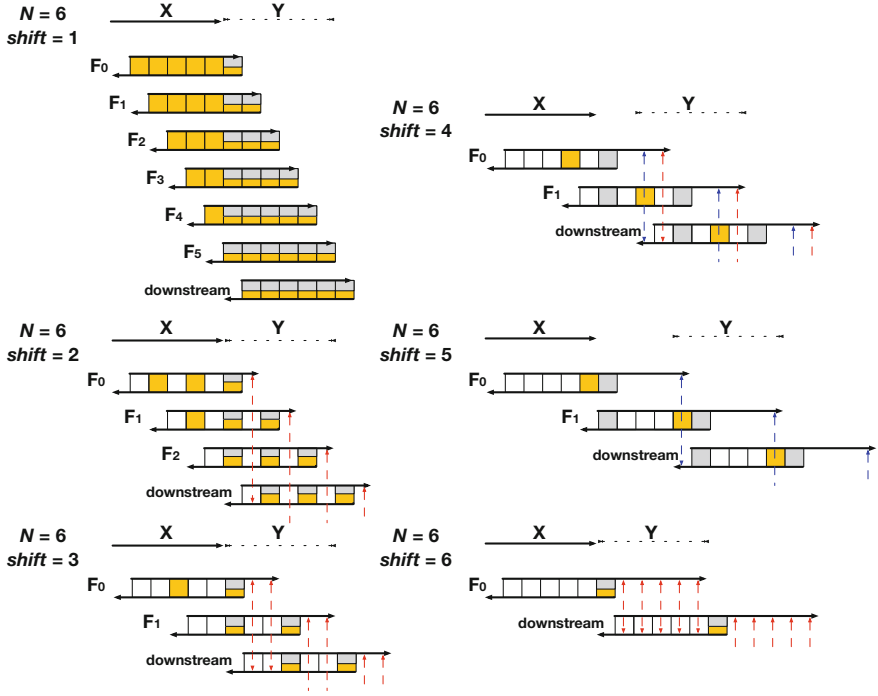 N = 6
shift = 1
X Y
F0
F1
F2
F3
F4
F5
downstream
N = 6
shift = 2
X Y
F0
F1
F2
downstream
N = 6
shift = 3
X Y
F0
F1
downstream
N = 6
shift = 4
X Y
F0
F1
downstream
N = 6
shift = 5
X Y
F0
F1
downstream
N = 6
shift = 6
X Y
F0
downstream